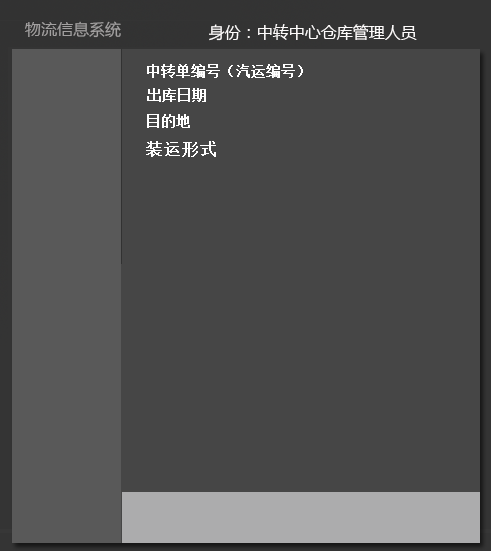 物流信息系统
身份：中转中心仓库管理人员
中转单编号（汽运编号）
出库日期
目的地
装运形式